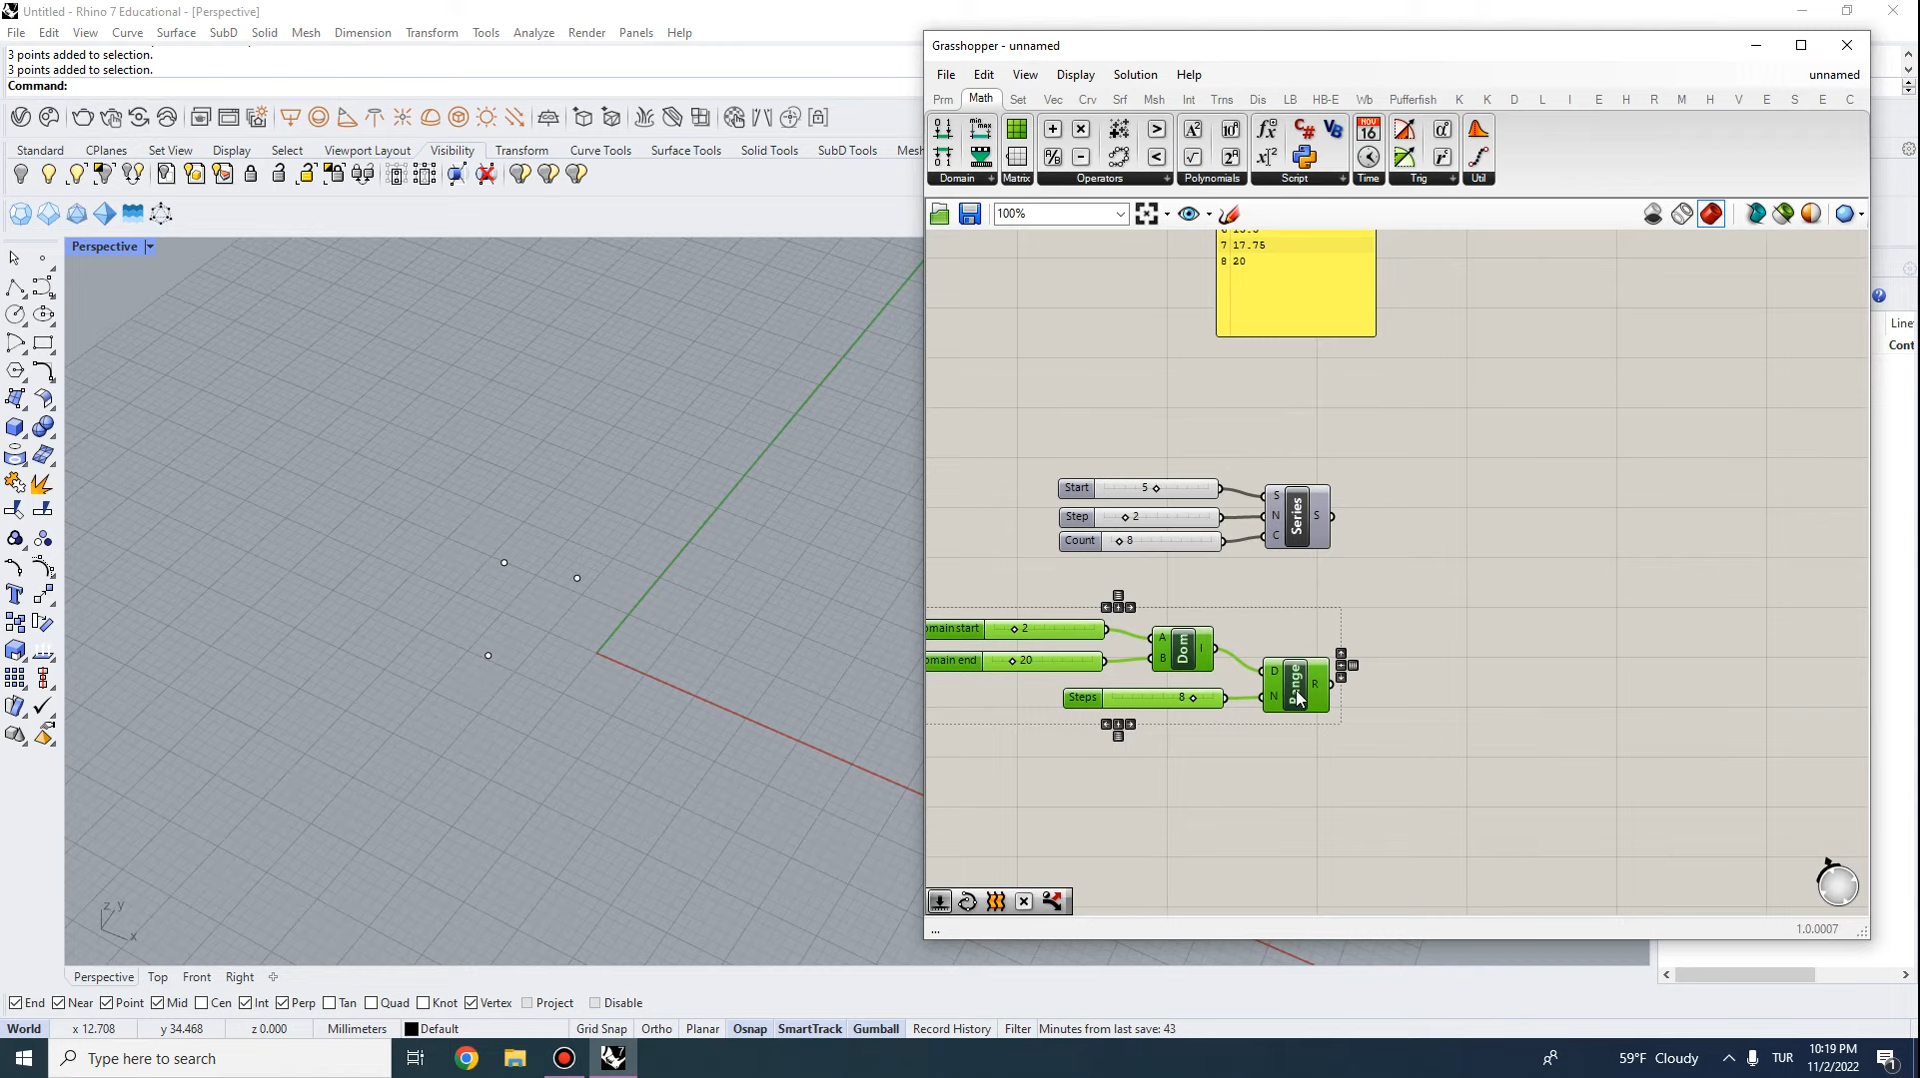 Untitled - Rhino 7 Educational - [Perspective]
File Edit View Curve Surface SubD Solid Mesh Dimension Transform Tools Analyze Render Panels Help
3 points added to selection.
3 points added to selection.
Command:
Standard CPlanes Set View Display Select Viewport Layout Visibility Transform Curve Tools Surface Tools Solid Tools SubD Tools Mesh
Perspective
z y
x
Perspective Top Front Right
End Near Point Mid Cen Int Perp Tan Quad Knot Vertex Project Disable
World x 12.708 y 34.468 z 0.000 Millimeters Default Grid Snap Ortho Planar Osnap SmartTrack Gumball Record History Filter Minutes from last save: 43
Grasshopper - unnamed
File Edit View Display Solution Help unnamed
Prm Math Set Vec Crv Srf Msh Int Trns Dis LB HB-E Wb Pufferfish K K D L I E H R M H V E S E C
Domain Matrix Operators Polynomials Script Time Trig Util
100%
7 17.75
8 20
Start 5
Step 2
Count 8
S
N
C
Series
S
omain start 2
omain end 20
A
B
Dom
I
Steps 8
D
N
Range
R
...
1.0.0007
Line
Cont
Type here to search
59°F Cloudy
TUR
10:19 PM
11/2/2022
1